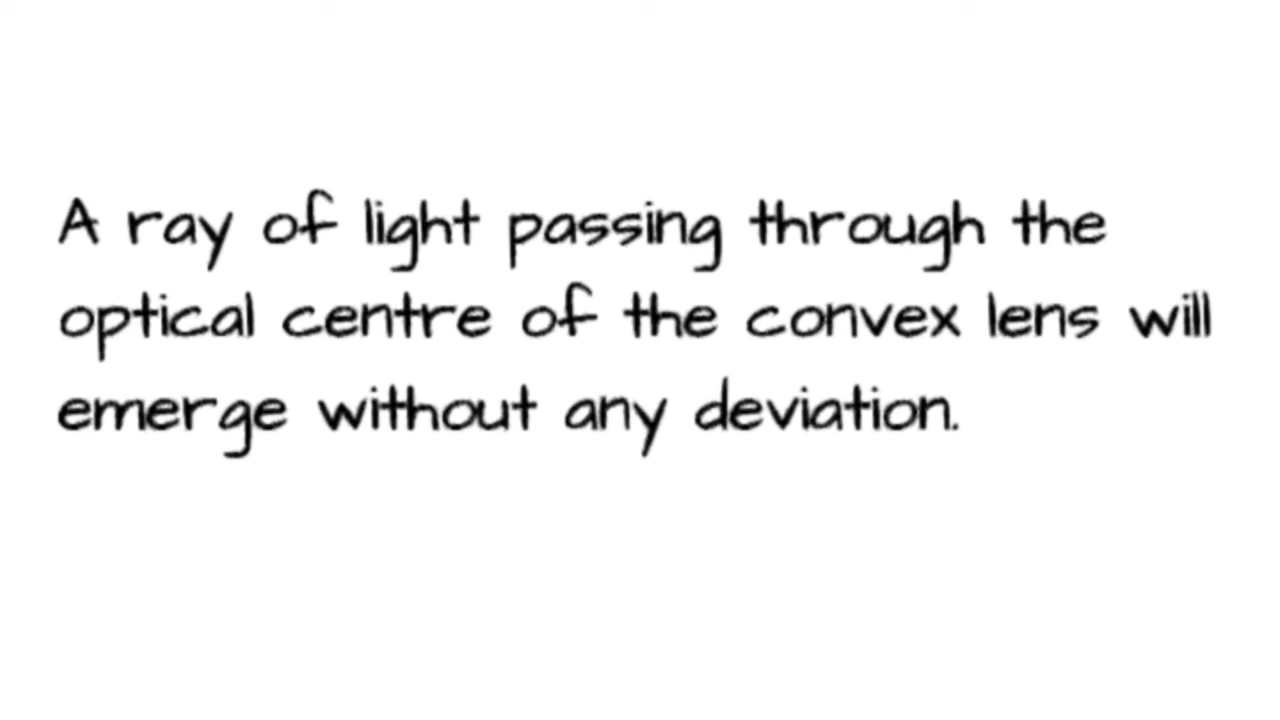 A ray of light passing through the
optical centre of the convex lens will
emerge without any deviation.